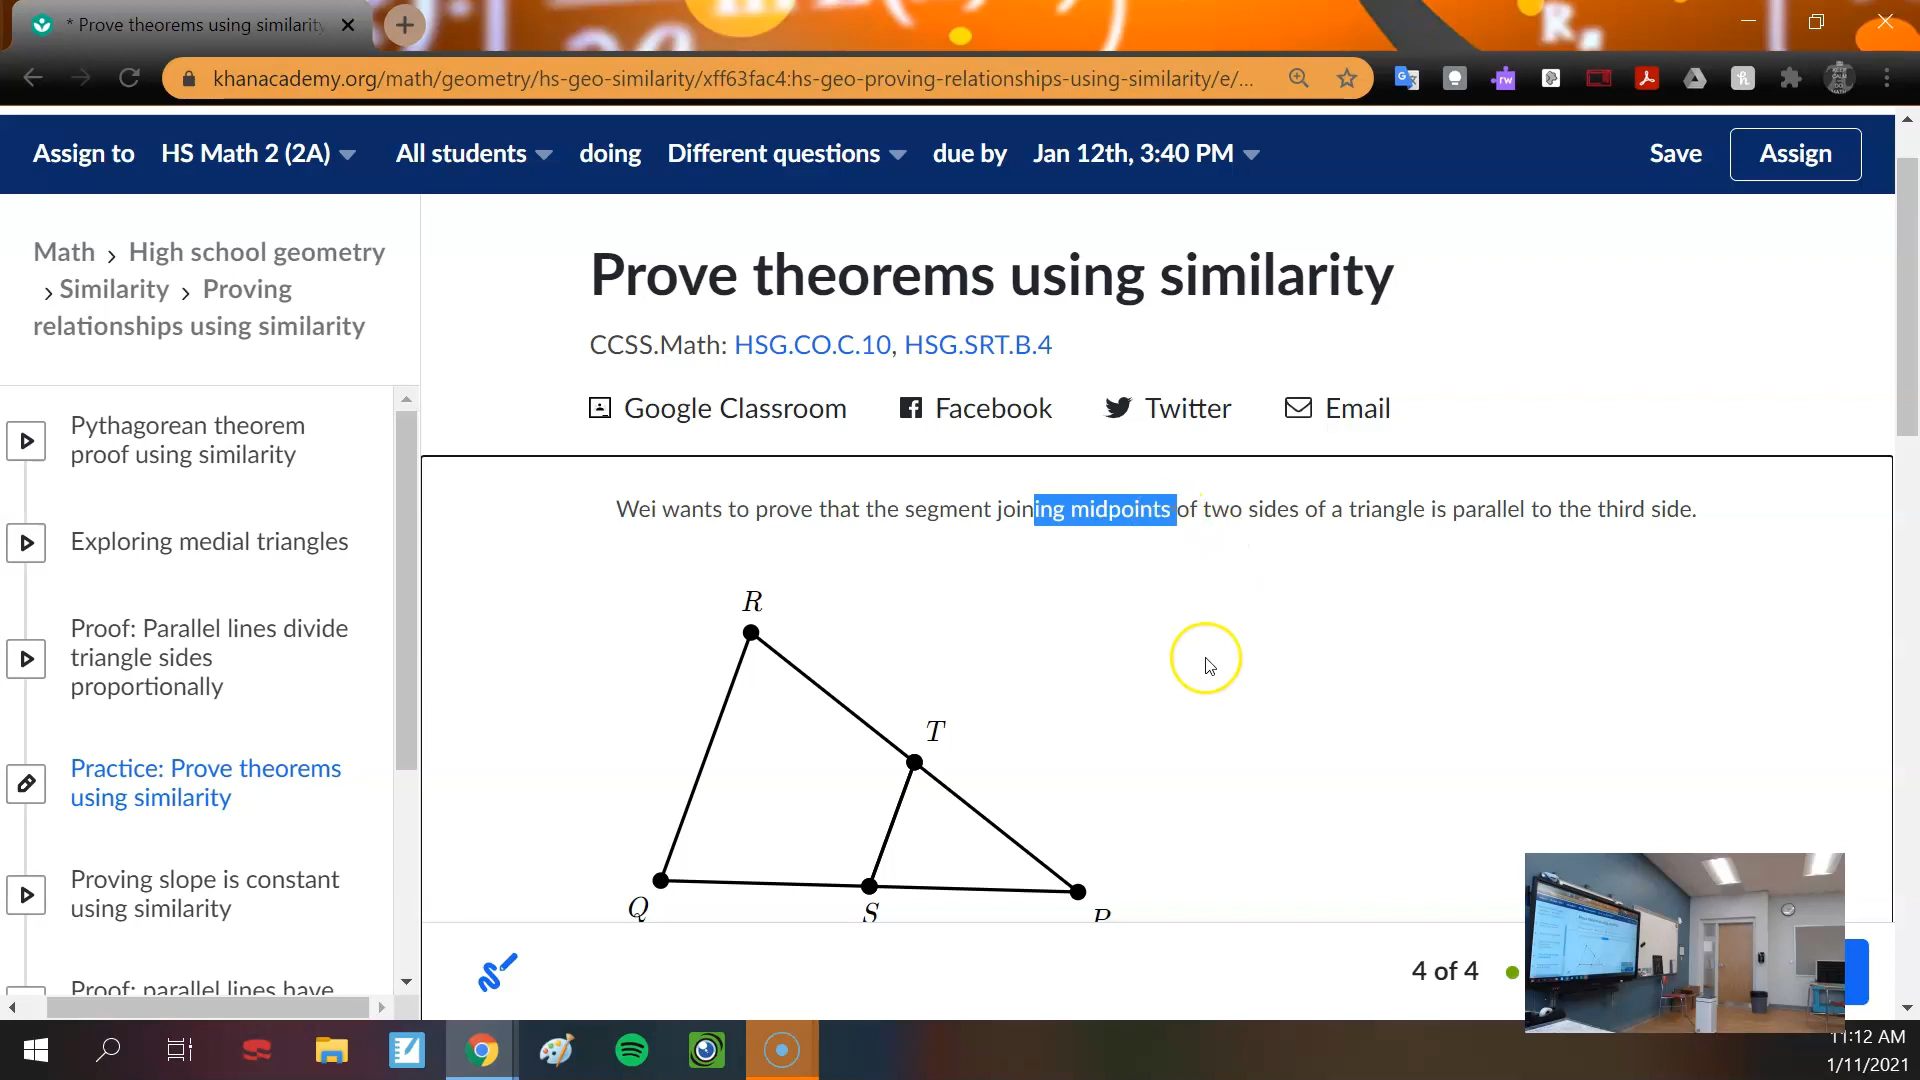 * Prove theorems using similarity
khanacademy.org/math/geometry/hs-geo-similarity/xff63fac4:hs-geo-proving-relationships-using-similarity/e/...
Assign to HS Math 2 (2A) All students doing Different questions due by Jan 12th, 3:40 PM Save Assign
Math > High school geometry
> Similarity > Proving
relationships using similarity
Pythagorean theorem
proof using similarity
Exploring medial triangles
Proof: Parallel lines divide
triangle sides
proportionally
Practice: Prove theorems
using similarity
Proving slope is constant
using similarity
Proof: parallel lines have
Prove theorems using similarity
CCSS.Math: HSG.CO.C.10, HSG.SRT.B.4
Google Classroom Facebook Twitter Email
Wei wants to prove that the segment joining midpoints of two sides of a triangle is parallel to the third side.
R
T
Q S P
4 of 4
11:12 AM
1/11/2021